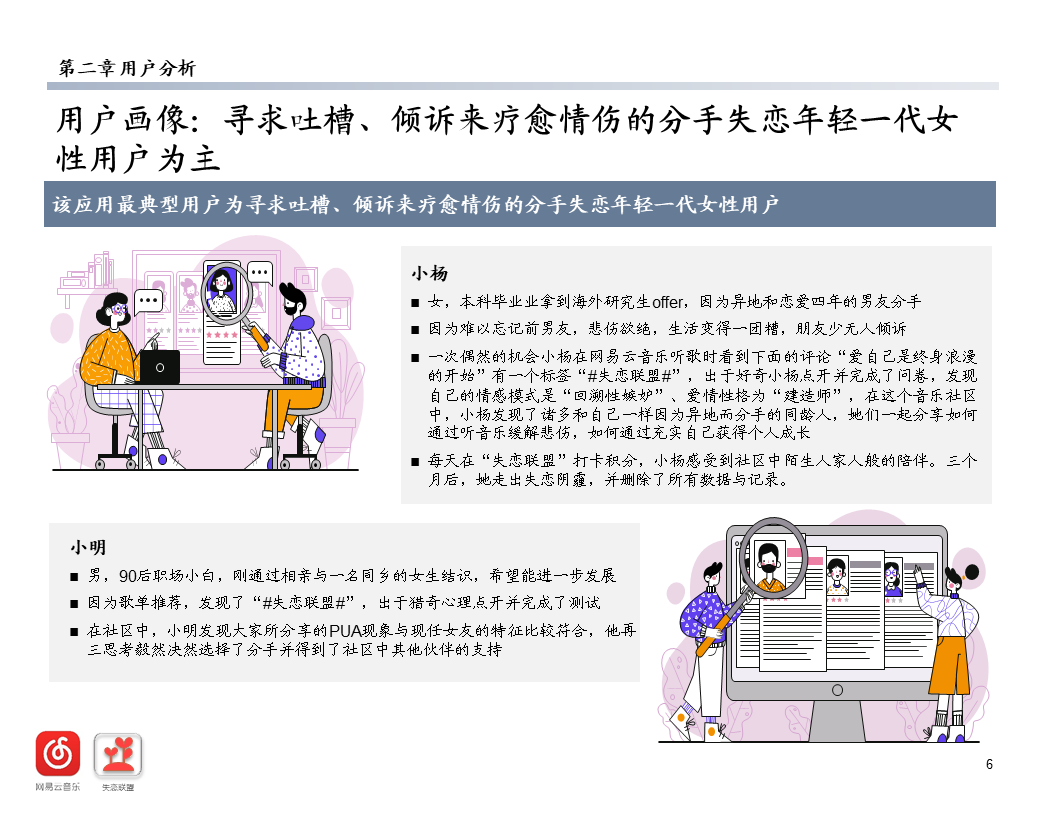 第二章 用户分析
用户画像：寻求吐槽、倾诉来疗愈情伤的分手失恋年轻一代女
性用户为主
该应用最典型用户为寻求吐槽、倾诉来疗愈情伤的分手失恋年轻一代女性用户
小杨
■ 女，本科毕业业拿到海外研究生offer，因为异地和恋爱四年的男友分手
■ 因为难以忘记前男友，悲伤欲绝，生活变得一团糟，朋友少无人倾诉
■ 一次偶然的机会小杨在网易云音乐听歌时看到下面的评论“爱自己是终身浪漫
的开始”有一个标签“#失恋联盟#”，出于好奇小杨点开并完成了问卷，发现
自己的情感模式是“回溯性嫉妒”、爱情性格为“建造师”，在这个音乐社区
中，小杨发现了诸多和自己一样因为异地而分手的同龄人，她们一起分享如何
通过听音乐缓解悲伤，如何通过充实自己获得个人成长
■ 每天在“失恋联盟”打卡积分，小杨感受到社区中陌生人家人般的陪伴。三个
月后，她走出失恋阴霾，并删除了所有数据与记录。
小明
■ 男，90后职场小白，刚通过相亲与一名同乡的女生结识，希望能进一步发展
■ 因为歌单推荐，发现了“#失恋联盟#”，出于猎奇心理点开并完成了测试
■ 在社区中，小明发现大家所分享的PUA现象与现任女友的特征比较符合，他再
三思考毅然决然选择了分手并得到了社区中其他伙伴的支持
网易云音乐
失恋联盟
6